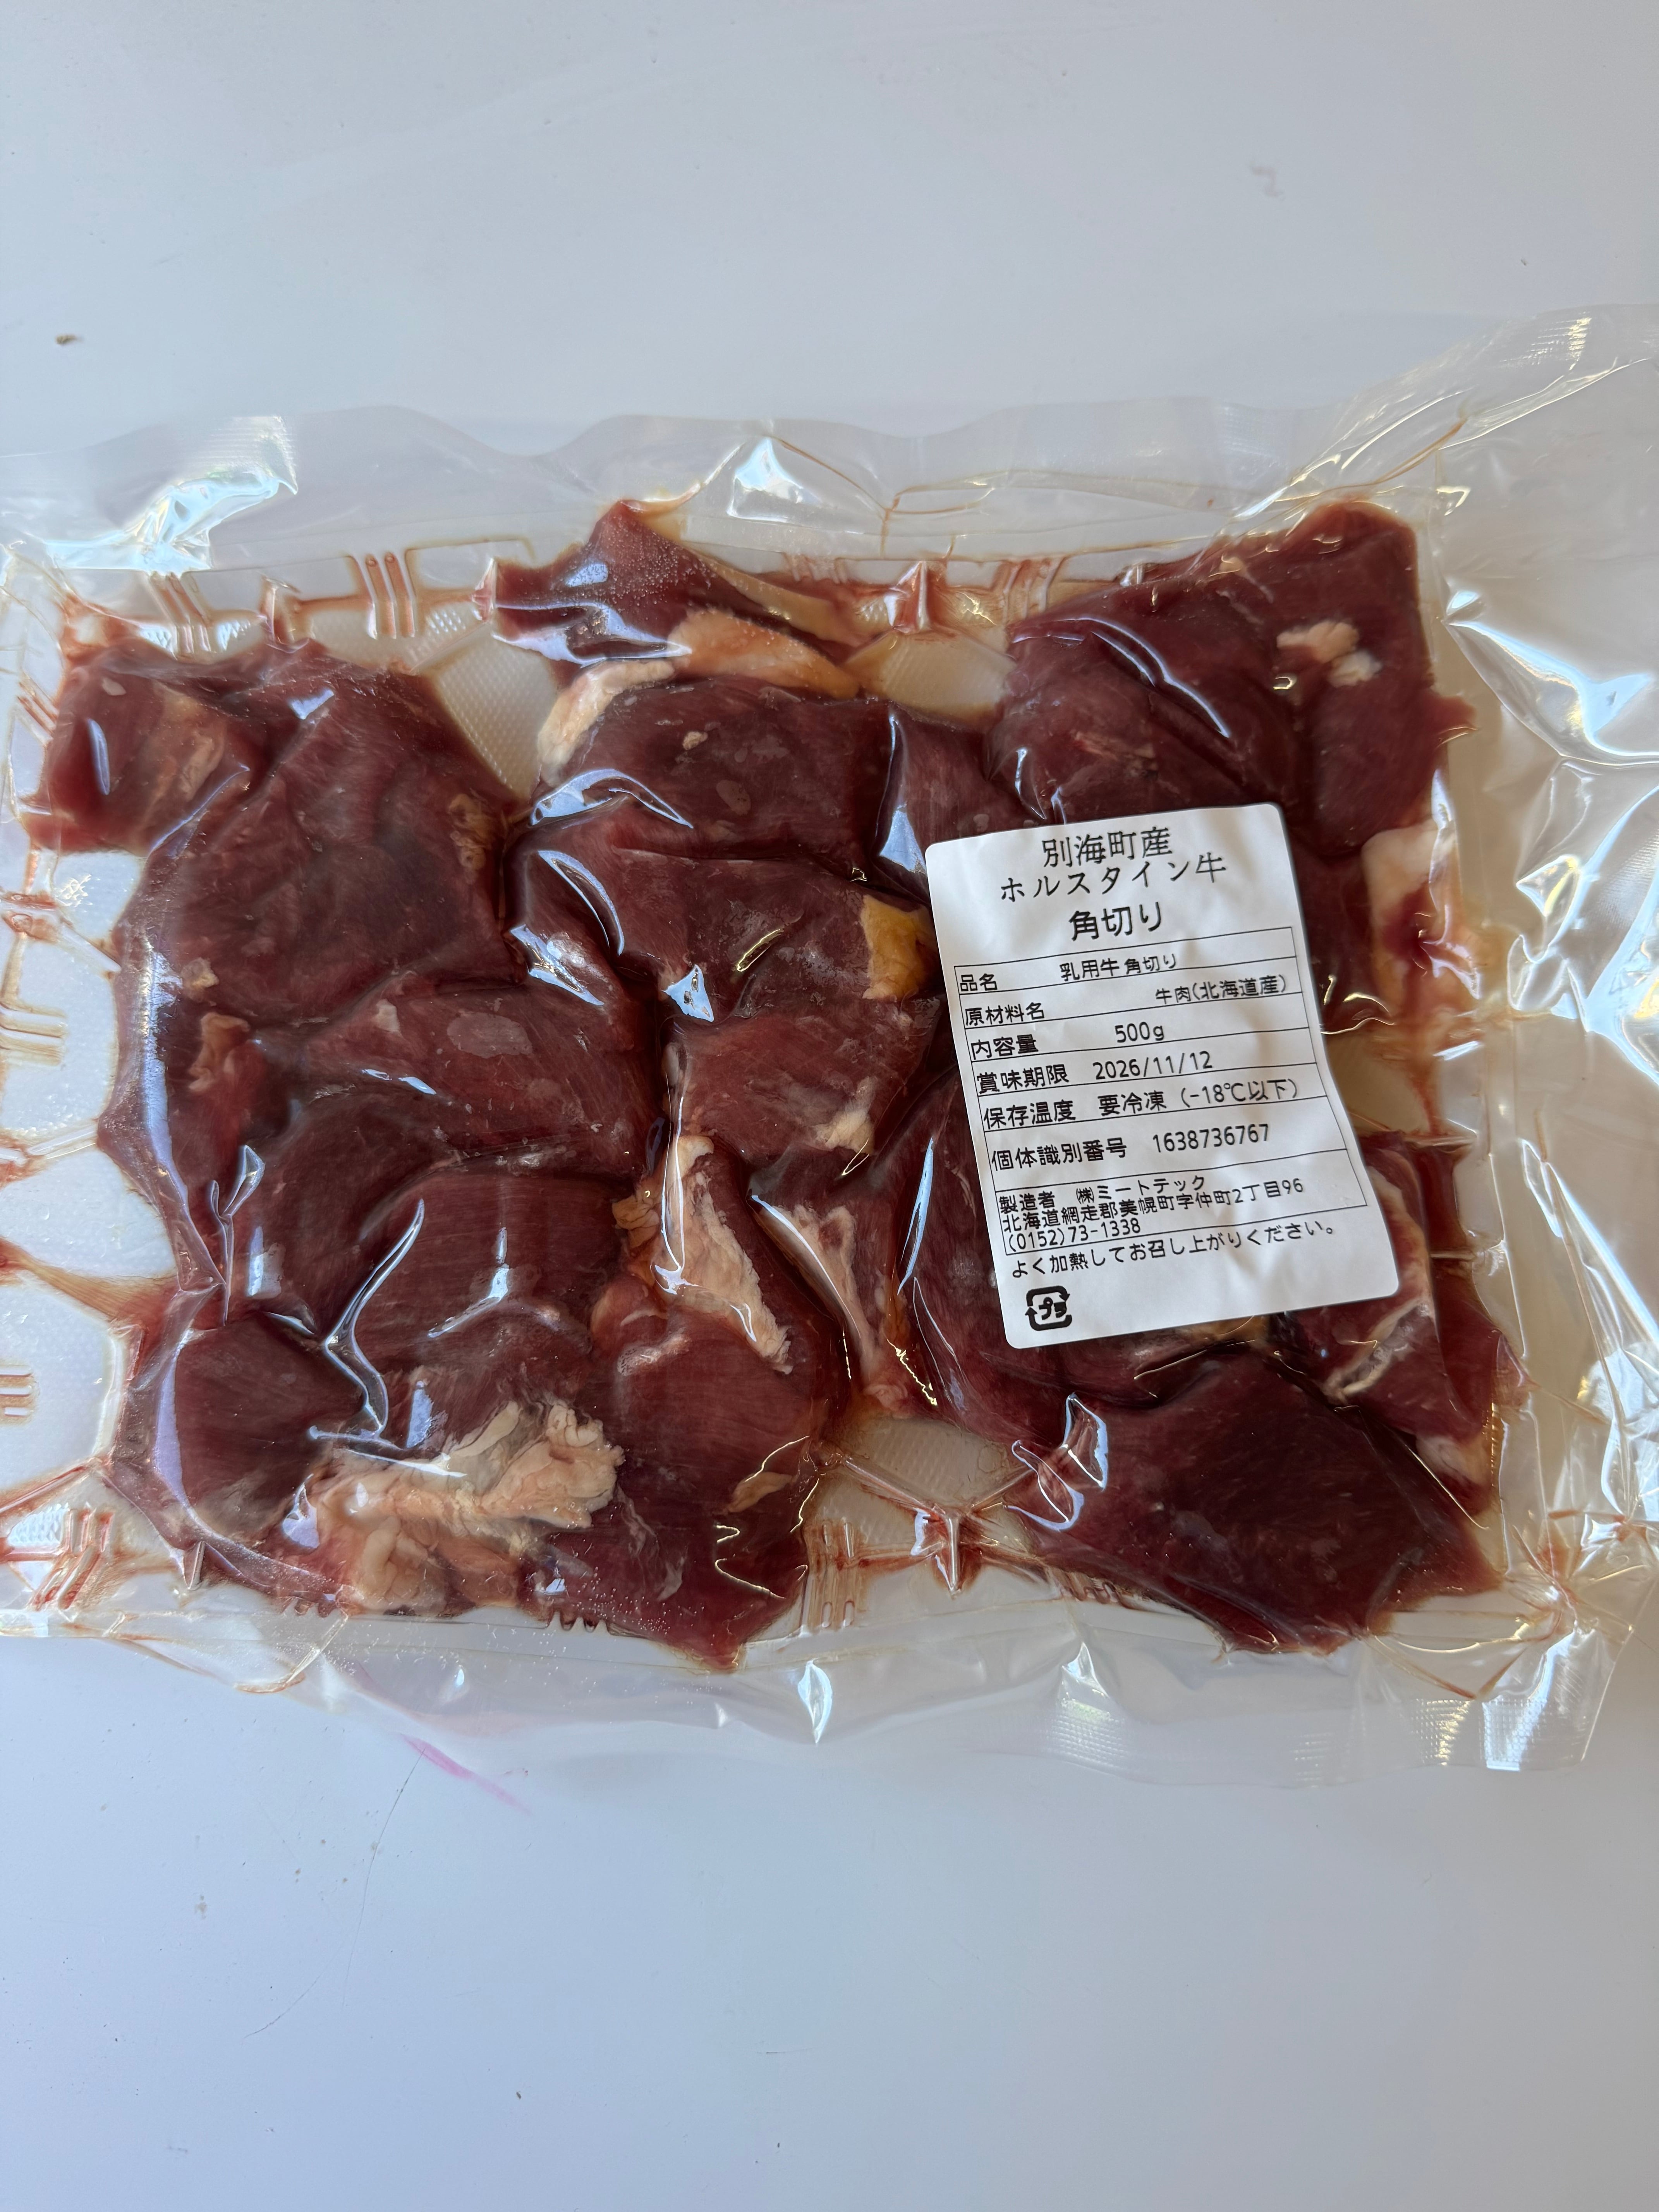 別海町産
ホルスタイン牛
角切り
品名 乳用牛角切り
原材料名 牛肉(北海道産)
内容量 500g
賞味期限 2026/11/12
保存温度 要冷凍(-18℃以下)
個体識別番号 1638736767
製造者 ㈱ミートテック
北海道網走郡美幌町字仲町2丁目96
(0152)73-1338
よく加熱してお召し上がりください。
プラ